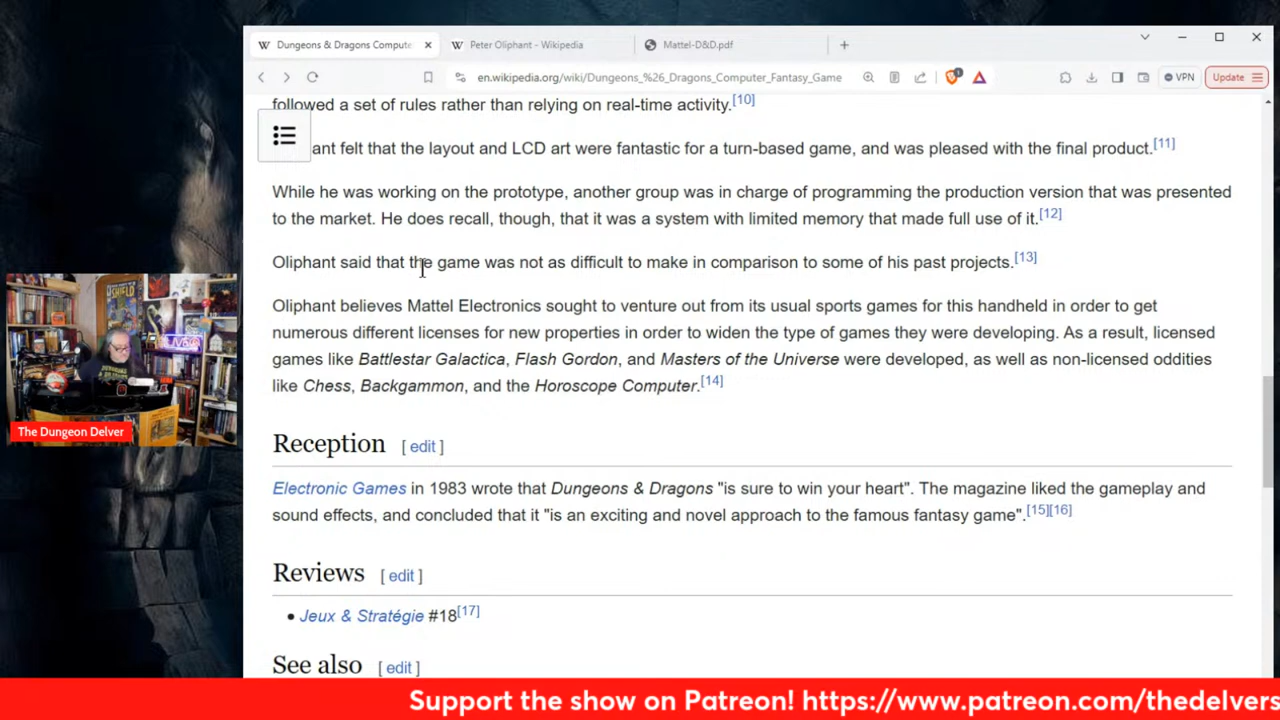 Dungeons & Dragons Compute
Peter Oliphant - Wikipedia
Mattel-D&D.pdf
en.wikipedia.org/wiki/Dungeons_%26_Dragons_Computer_Fantasy_Game
1
VPN
Update
followed a set of rules rather than relying on real-time activity.[10]
ant felt that the layout and LCD art were fantastic for a turn-based game, and was pleased with the final product.[11]
While he was working on the prototype, another group was in charge of programming the production version that was presented
to the market. He does recall, though, that it was a system with limited memory that made full use of it.[12]
Oliphant said that the game was not as difficult to make in comparison to some of his past projects.[13]
Oliphant believes Mattel Electronics sought to venture out from its usual sports games for this handheld in order to get
numerous different licenses for new properties in order to widen the type of games they were developing. As a result, licensed
games like Battlestar Galactica, Flash Gordon, and Masters of the Universe were developed, as well as non-licensed oddities
like Chess, Backgammon, and the Horoscope Computer.[14]
Reception [ edit ]
Electronic Games in 1983 wrote that Dungeons & Dragons "is sure to win your heart". The magazine liked the gameplay and
sound effects, and concluded that it "is an exciting and novel approach to the famous fantasy game".[15][16]
Reviews [ edit ]
• Jeux & Stratégie #18[17]
See also [ edit ]
SHIELD
The Dungeon Delver
Support the show on Patreon! https://www.patreon.com/thedelvers